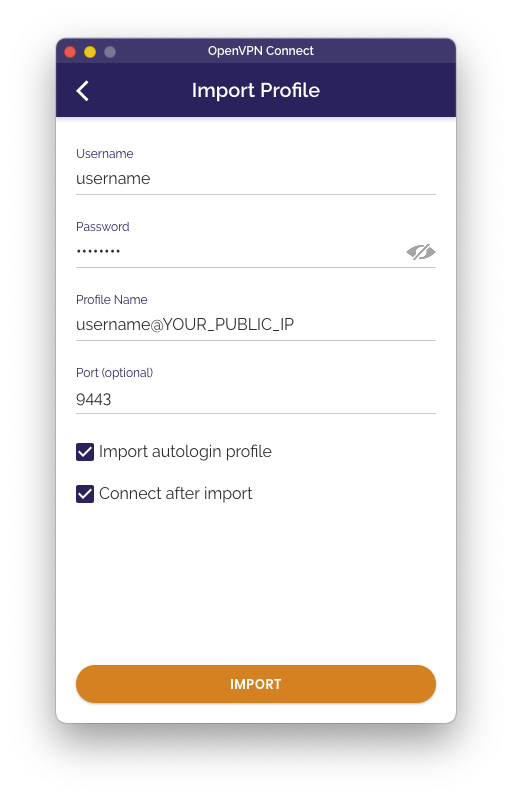 OpenVPN Connect
Import Profile
Username
username
Password
••••••••
Profile Name
username@YOUR_PUBLIC_IP
Port (optional)
9443
Import autologin profile
Connect after import
IMPORT